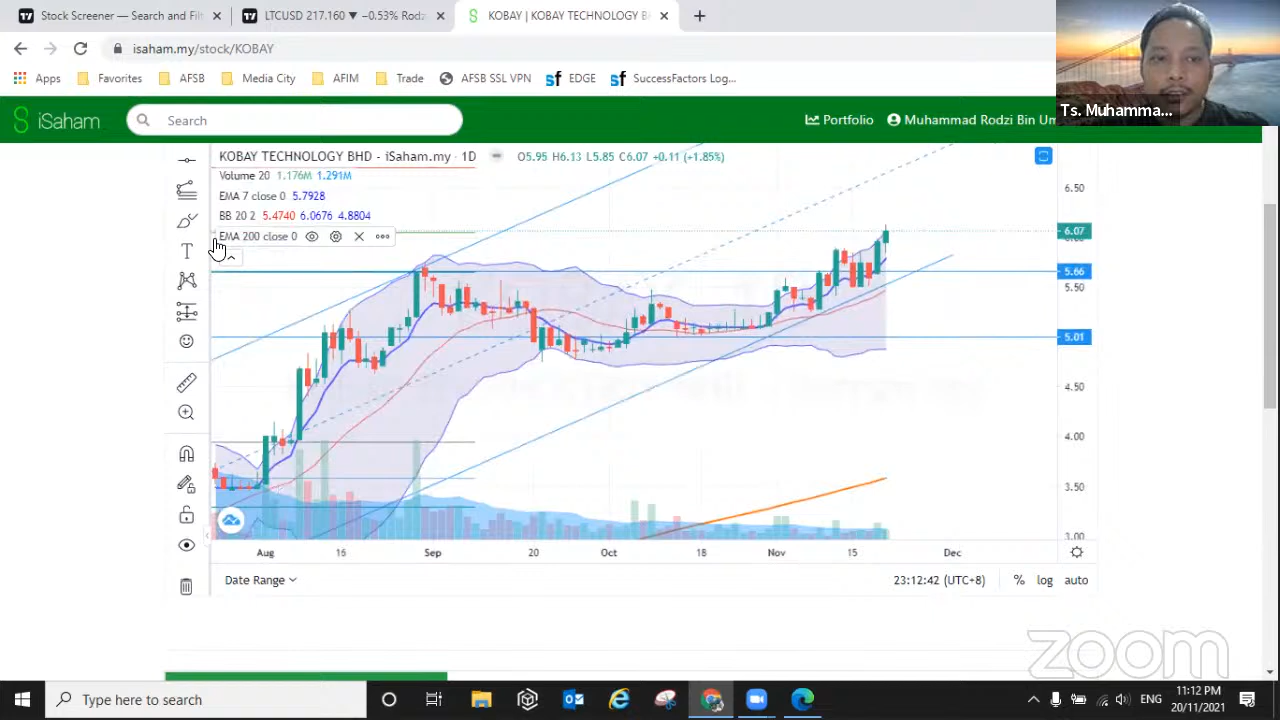 Stock Screener — Search and Filt
LTCUSD 217.160 ▼ −0.53% Rodz
KOBAY | KOBAY TECHNOLOGY B
isaham.my/stock/KOBAY
Apps
Favorites
AFSB
Media City
AFIM
Trade
AFSB SSL VPN
EDGE
SuccessFactors Log...
Ts. Muhamma...
iSaham
Search
Portfolio
Muhammad Rodzi Bin Um
KOBAY TECHNOLOGY BHD - iSaham.my · 1D
O5.95 H6.13 L5.85 C6.07 +0.11 (+1.85%)
Volume 20 1.176M 1.291M
EMA 7 close 0 5.7928
BB 20 2 5.4740 6.0676 4.8804
EMA 200 close 0
6.50
6.07
5.66
5.50
5.01
4.50
4.00
3.50
3.00
Aug 16 Sep 20 Oct 18 Nov 15 Dec
Date Range
23:12:42 (UTC+8) % log auto
zoom
Type here to search
ENG
11:12 PM
20/11/2021